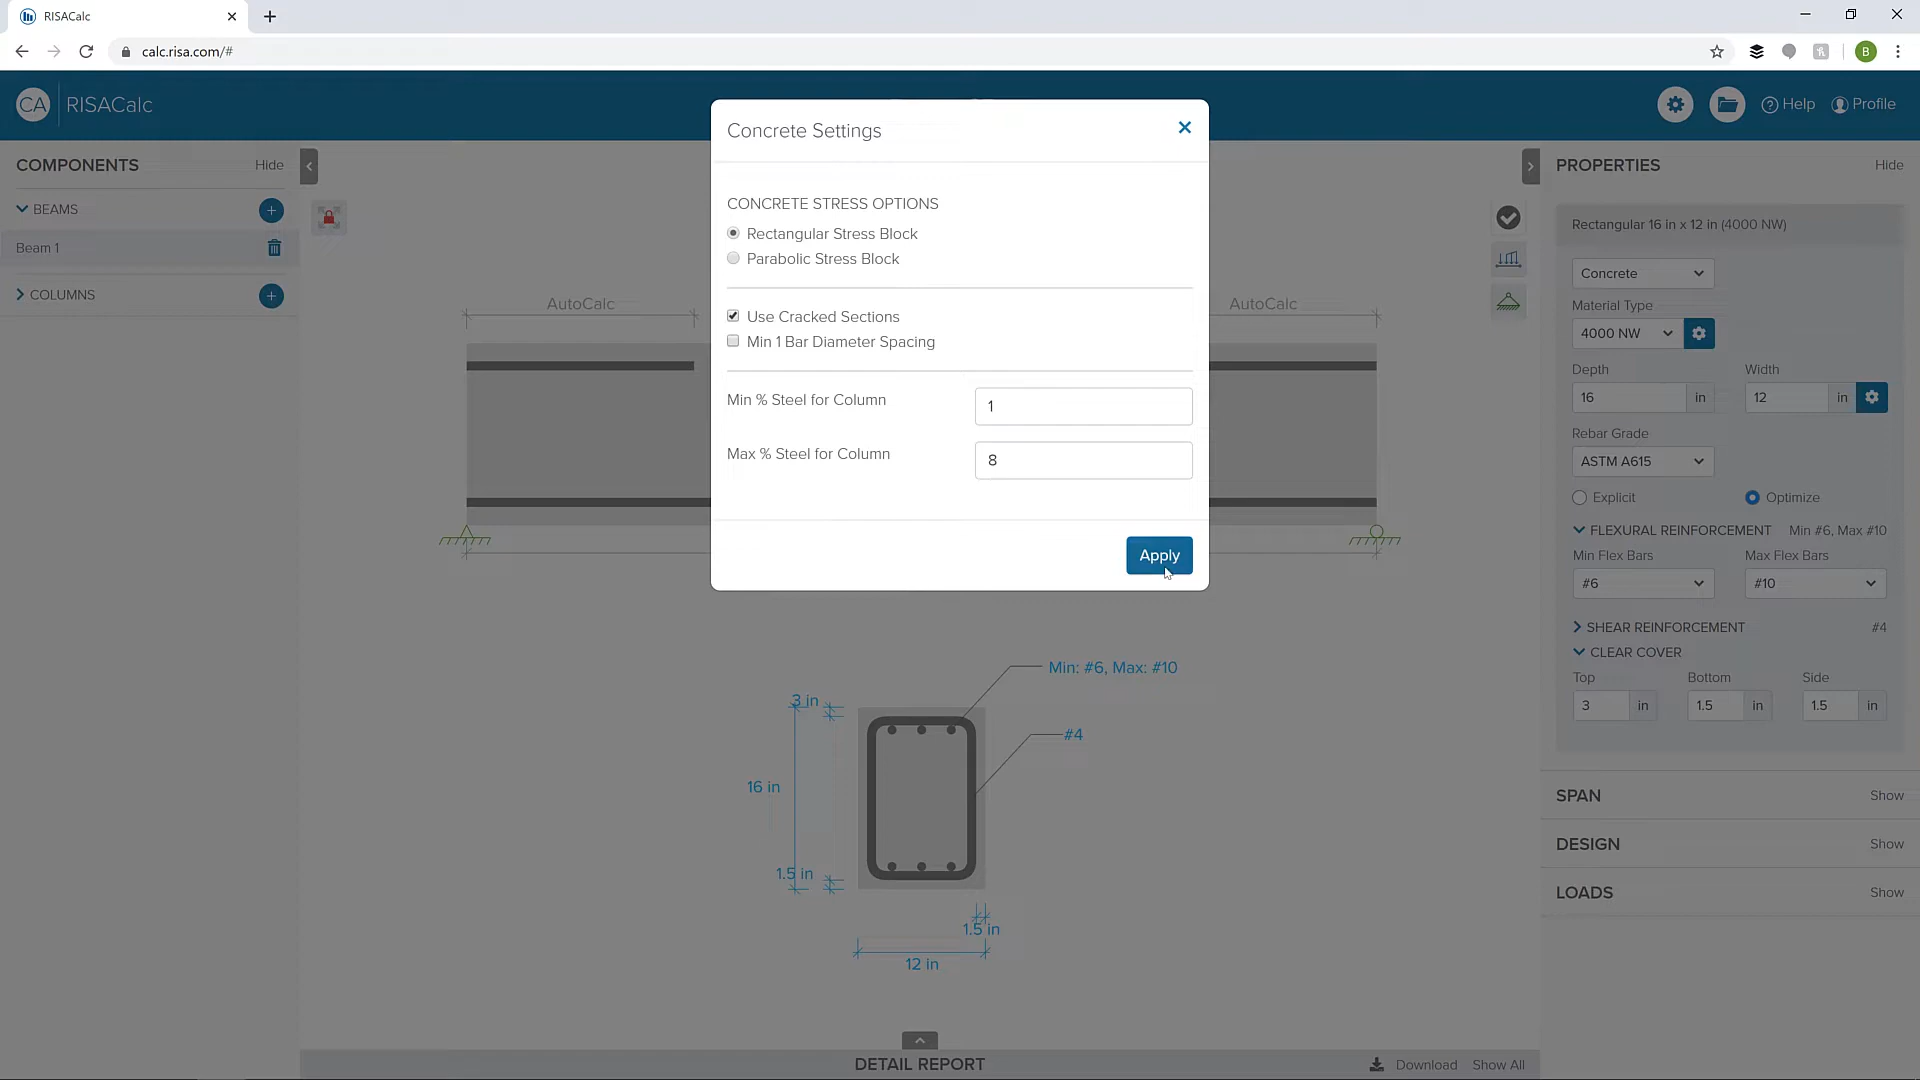 RISACalc
calc.risa.com/#
B
CA RISACalc
Help
Profile
COMPONENTS
Hide
BEAMS
Beam 1
COLUMNS
AutoCalc
AutoCalc
Concrete Settings
CONCRETE STRESS OPTIONS
Rectangular Stress Block
Parabolic Stress Block
Use Cracked Sections
Min 1 Bar Diameter Spacing
Min % Steel for Column
1
Max % Steel for Column
8
Apply
Min: #6, Max: #10
3 in
#4
16 in
1.5 in
1.5 in
12 in
PROPERTIES
Hide
Rectangular 16 in x 12 in (4000 NW)
Concrete
Material Type
4000 NW
Depth Width
16 in 12 in
Rebar Grade
ASTM A615
Explicit Optimize
FLEXURAL REINFORCEMENT Min #6, Max #10
Min Flex Bars Max Flex Bars
#6 #10
SHEAR REINFORCEMENT #4
CLEAR COVER
Top Bottom Side
3 in 1.5 in 1.5 in
SPAN Show
DESIGN Show
LOADS Show
DETAIL REPORT
Download
Show All